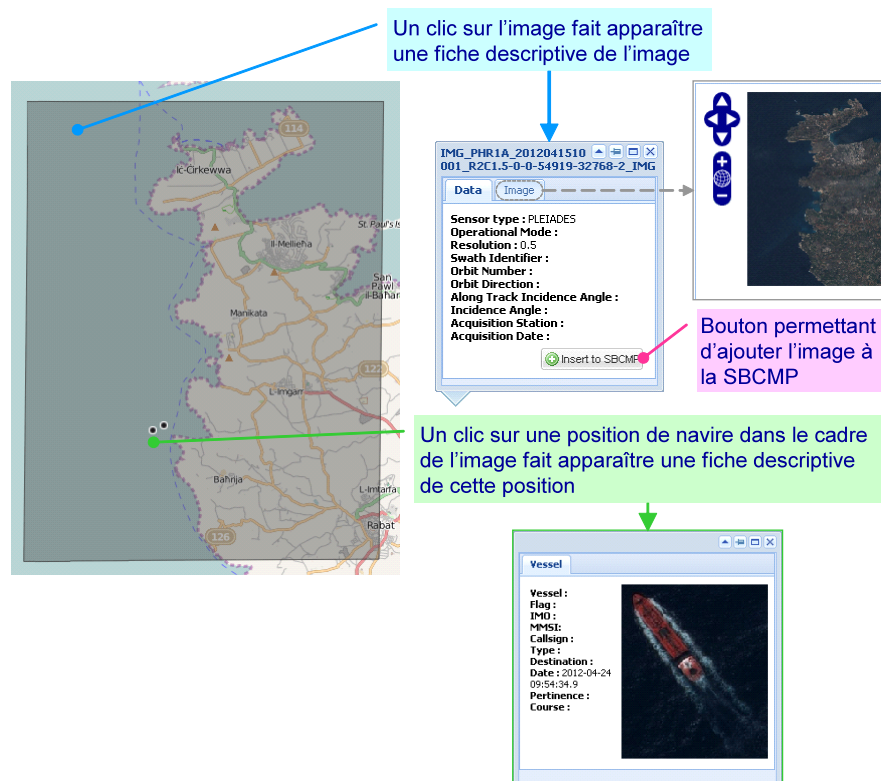 Un clic sur l'image fait apparaître
une fiche descriptive de l'image
114
Ic-Cirkewwa
St. Paul's Is
Il-Mellieħa
San
Pawl
il-Baħar
Manikata
122
L-Imgarr
Baħrija
L-Imtarfa
Rabat
126
IMG_PHR1A_2012041510
001_R2C1.5-0-0-54919-32768-2_IMG
Data
Image
Sensor type : PLEIADES
Operational Mode :
Resolution : 0.5
Swath Identifier :
Orbit Number :
Orbit Direction :
Along Track Incidence Angle :
Incidence Angle :
Acquisition Station :
Acquisition Date :
Insert to SBCMP
Bouton permettant
d'ajouter l'image à
la SBCMP
Un clic sur une position de navire dans le cadre
de l'image fait apparaître une fiche descriptive
de cette position
Vessel
Vessel :
Flag :
IMO :
MMSI:
Callsign :
Type :
Destination :
Date : 2012-04-24
09:54:34.9
Pertinence :
Course :